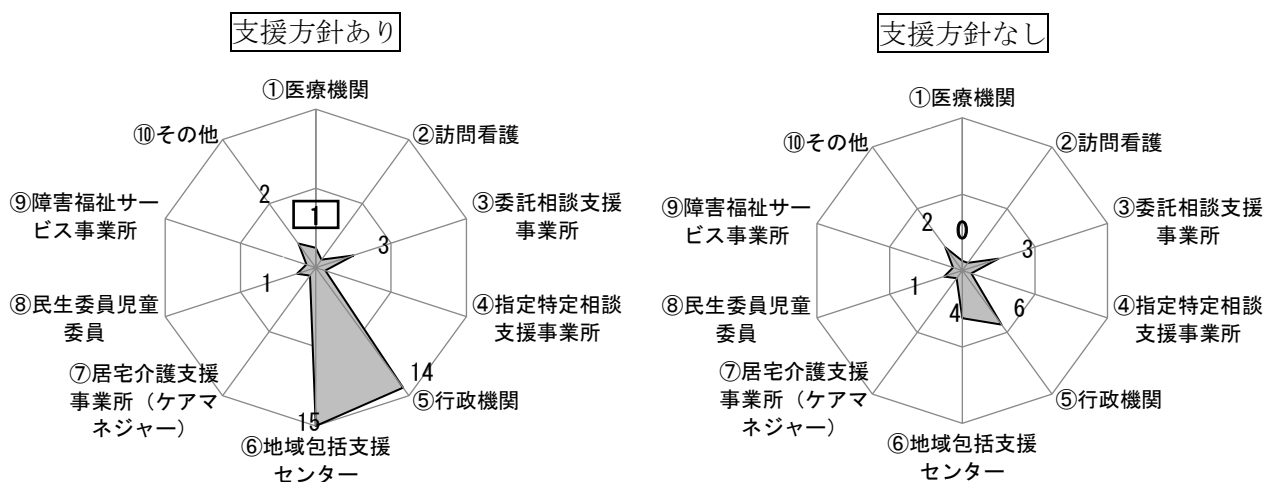 支援方針あり
①医療機関
②訪問看護
③委託相談支援
事業所
④指定特定相談
支援事業所
⑤行政機関
⑥地域包括支援
センター
⑦居宅介護支援
事業所(ケアマ
ネジャー)
⑧民生委員児童
委員
⑨障害福祉サー
ビス事業所
⑩その他
1
3
14
15
1
2
支援方針なし
①医療機関
②訪問看護
③委託相談支援
事業所
④指定特定相談
支援事業所
⑤行政機関
⑥地域包括支援
センター
⑦居宅介護支援
事業所(ケアマ
ネジャー)
⑧民生委員児童
委員
⑨障害福祉サー
ビス事業所
⑩その他
0
3
6
4
1
2